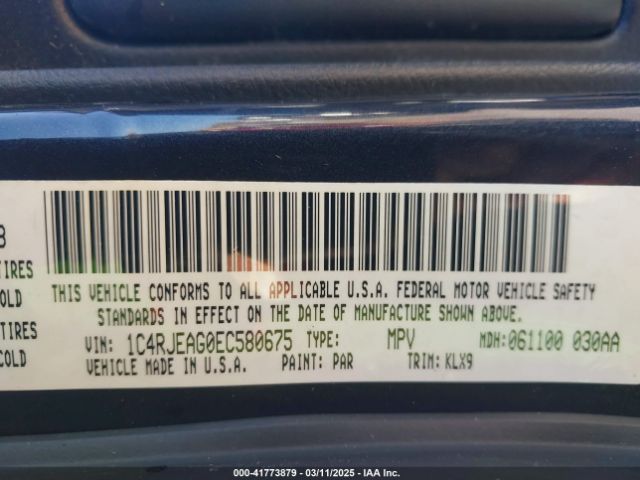 8
TIRES
COLD
TIRES
COLD
THIS VEHICLE CONFORMS TO ALL APPLICABLE U.S.A. FEDERAL MOTOR VEHICLE SAFETY
STANDARDS IN EFFECT ON THE DATE OF MANUFACTURE SHOWN ABOVE.
VIN: 1C4RJEAG0EC580675 TYPE: MPV MDH:061100 030AA
VEHICLE MADE IN U.S.A. PAINT: PAR TRIM: KLX9
000-41773879 - 03/11/2025 - IAA Inc.